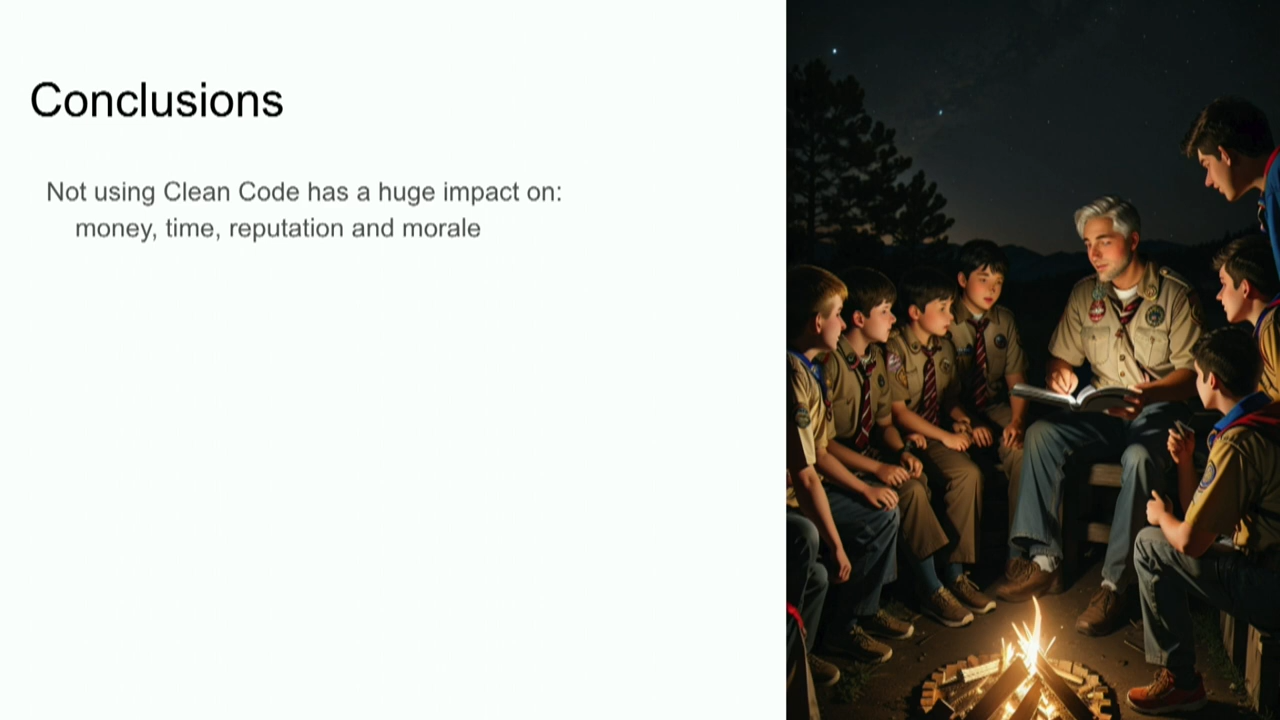 Conclusions
Not using Clean Code has a huge impact on:
money, time, reputation and morale